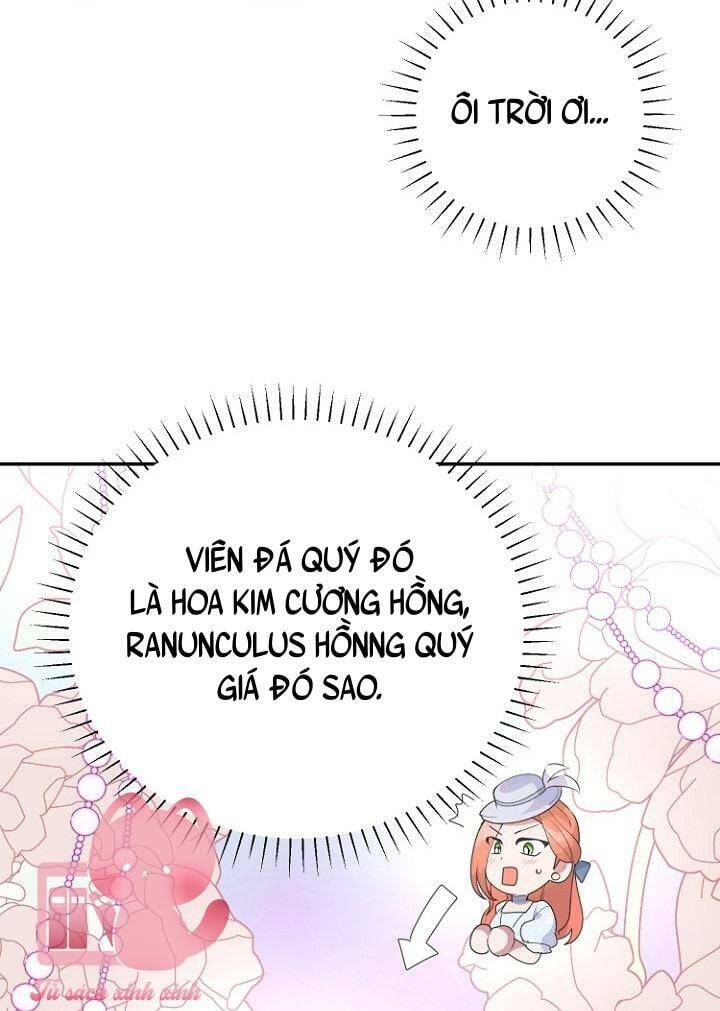 ÔI TRỜI ƠI...
VIÊN ĐÁ QUÝ ĐÓ
LÀ HOA KIM CƯƠNG HỒNG,
RANUNCULUS HỒNNG QUÝ
GIÁ ĐÓ SAO.
Tủ sách xinh xinh